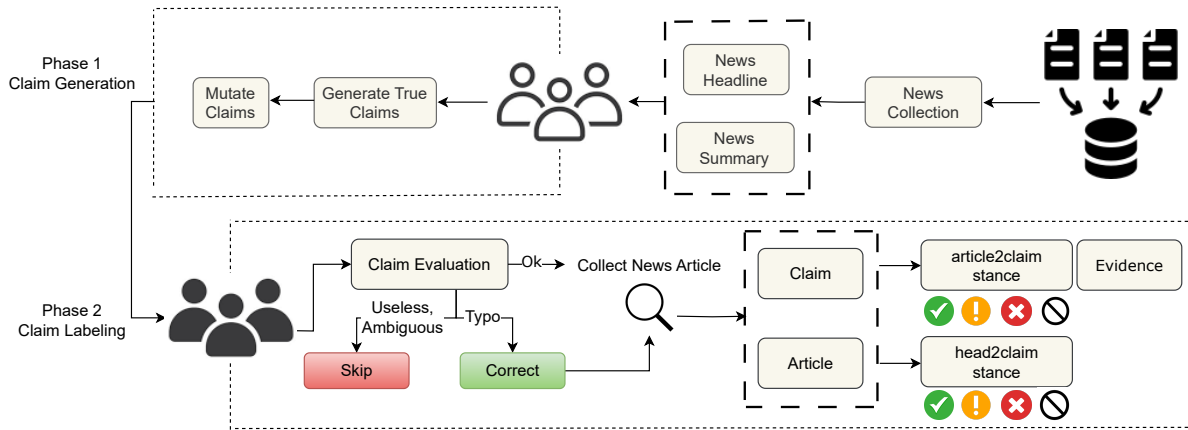 Phase 1
Claim Generation
Mutate
Claims
Generate True
Claims
News
Headline
News
Summary
News
Collection
Phase 2
Claim Labeling
Claim Evaluation
Ok
Collect News Article
Useless,
Ambiguous
Typo
Skip
Correct
Claim
Article
article2claim
stance
Evidence
head2claim
stance